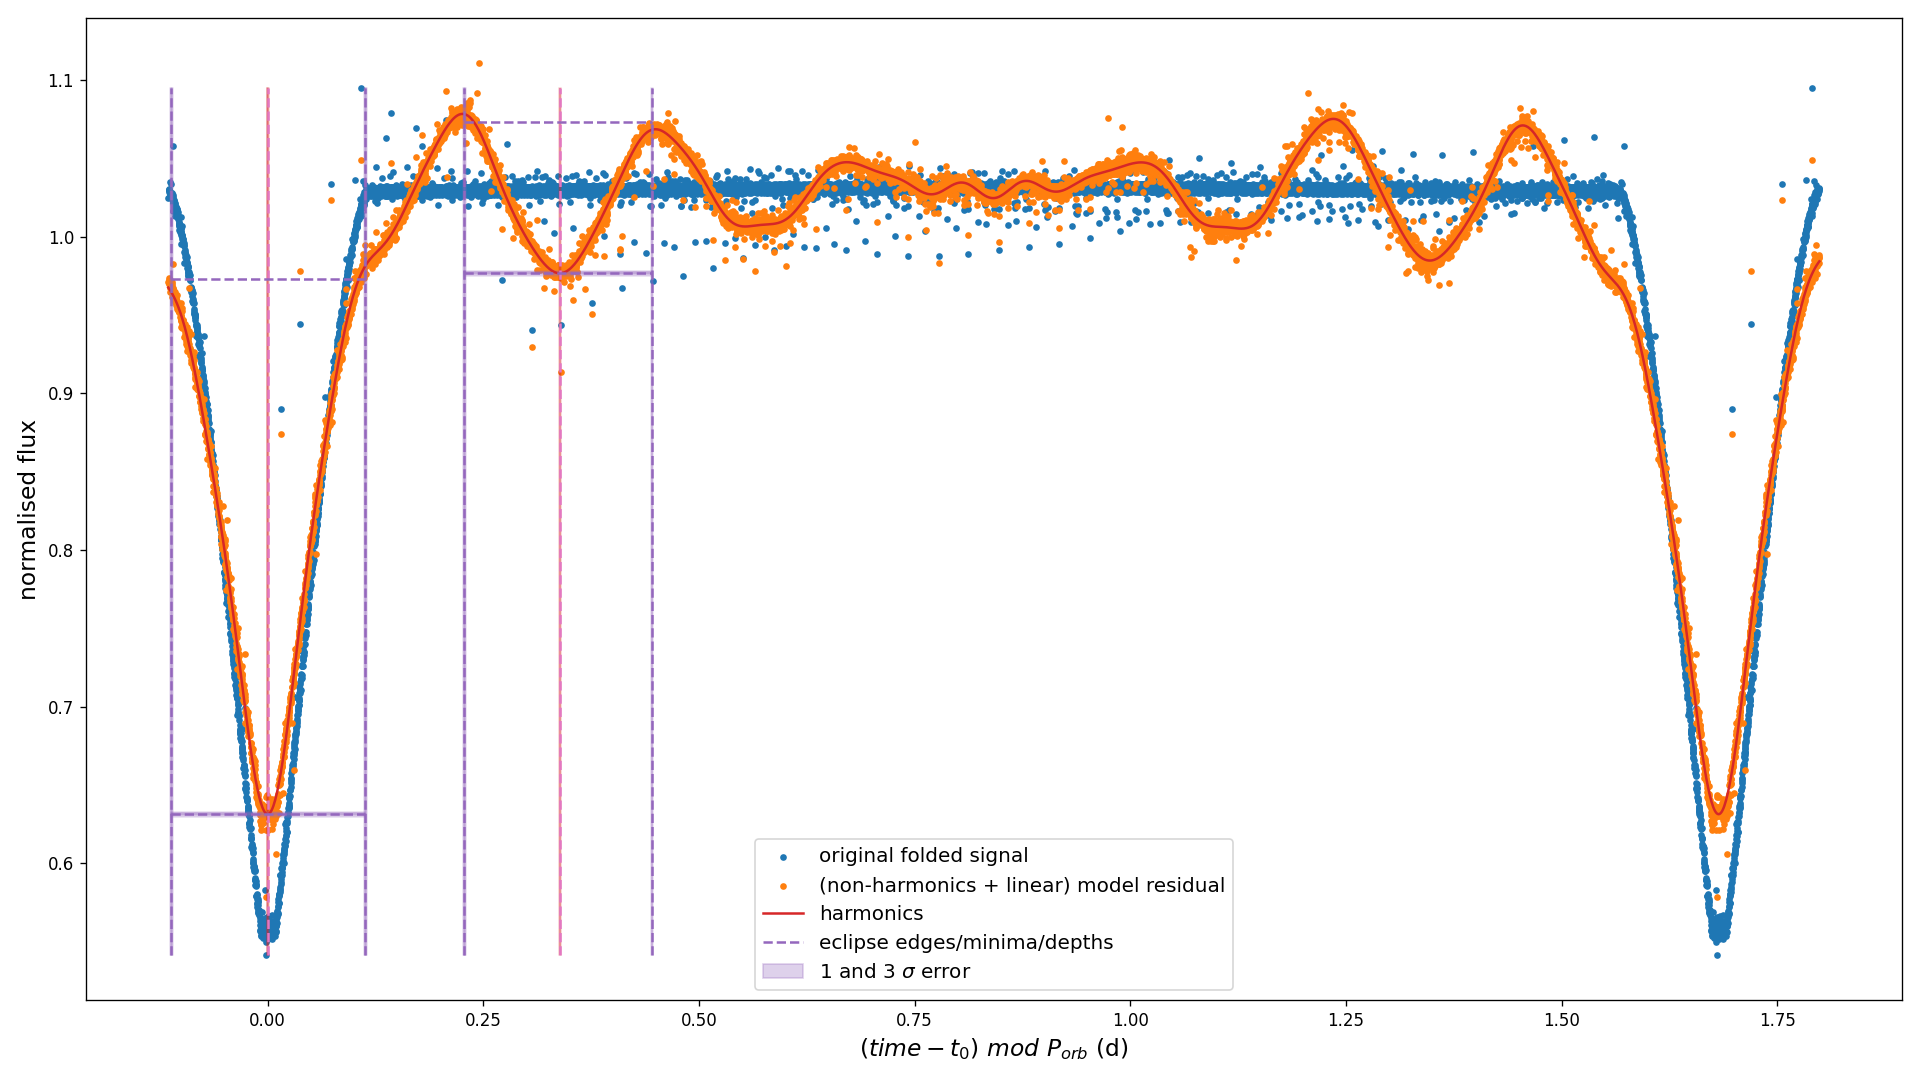 1.1
1.0
0.9
0.8
0.7
0.6
normalised flux
original folded signal
(non-harmonics + linear) model residual
harmonics
eclipse edges/minima/depths
1 and 3 σ error
0.00 0.25 0.50 0.75 1.00 1.25 1.50 1.75
(time − t₀) mod Pₒᵣb (d)